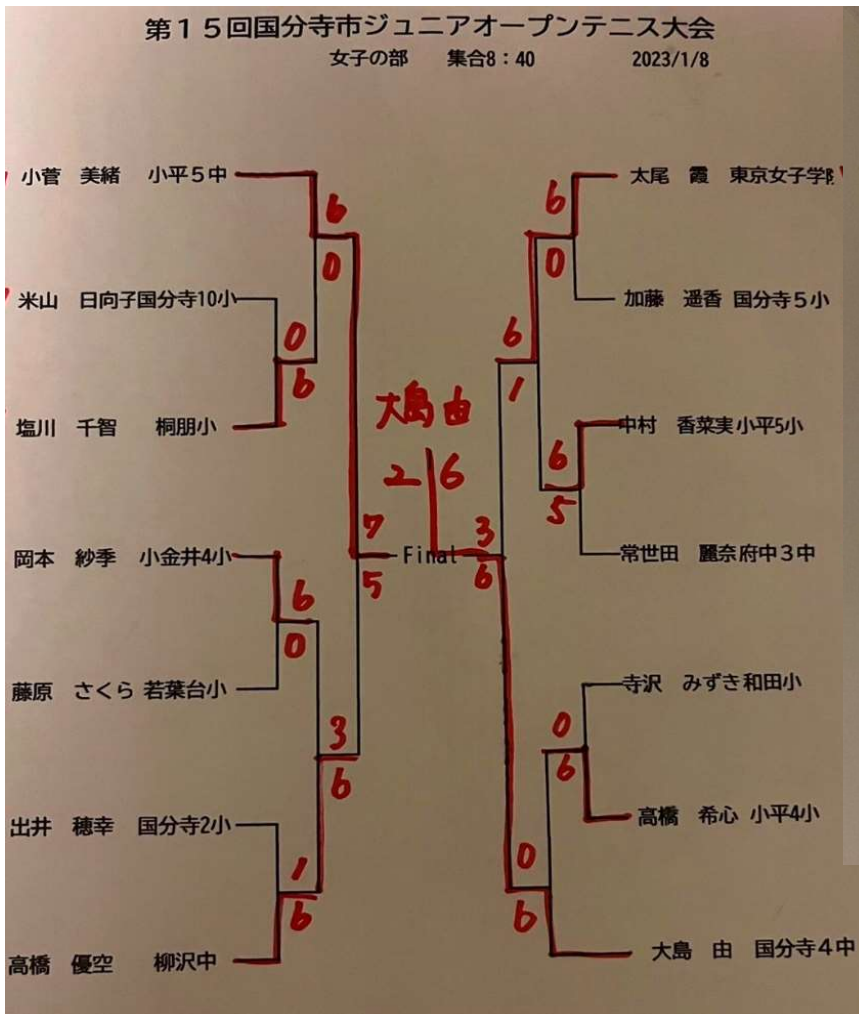 第15回国分寺市ジュニアオープンテニス大会
女子の部 集合8:40 2023/1/8
小菅 美緒 小平5中
太尾 霞 東京女子学院
6
0
6
0
米山 日向子国分寺10小
加藤 遥香 国分寺5小
0
6
6
1
塩川 千智 桐朋小
中村 香菜実小平5小
大島 由
2 6
6
5
岡本 紗季 小金井4小
常世田 麗奈府中3中
7
5
Final
3
6
6
0
藤原 さくら 若葉台小
寺沢 みずき和田小
3
6
0
6
出井 穂幸 国分寺2小
高橋 希心 小平4小
1
6
0
6
高橋 優空 柳沢中
大島 由 国分寺4中